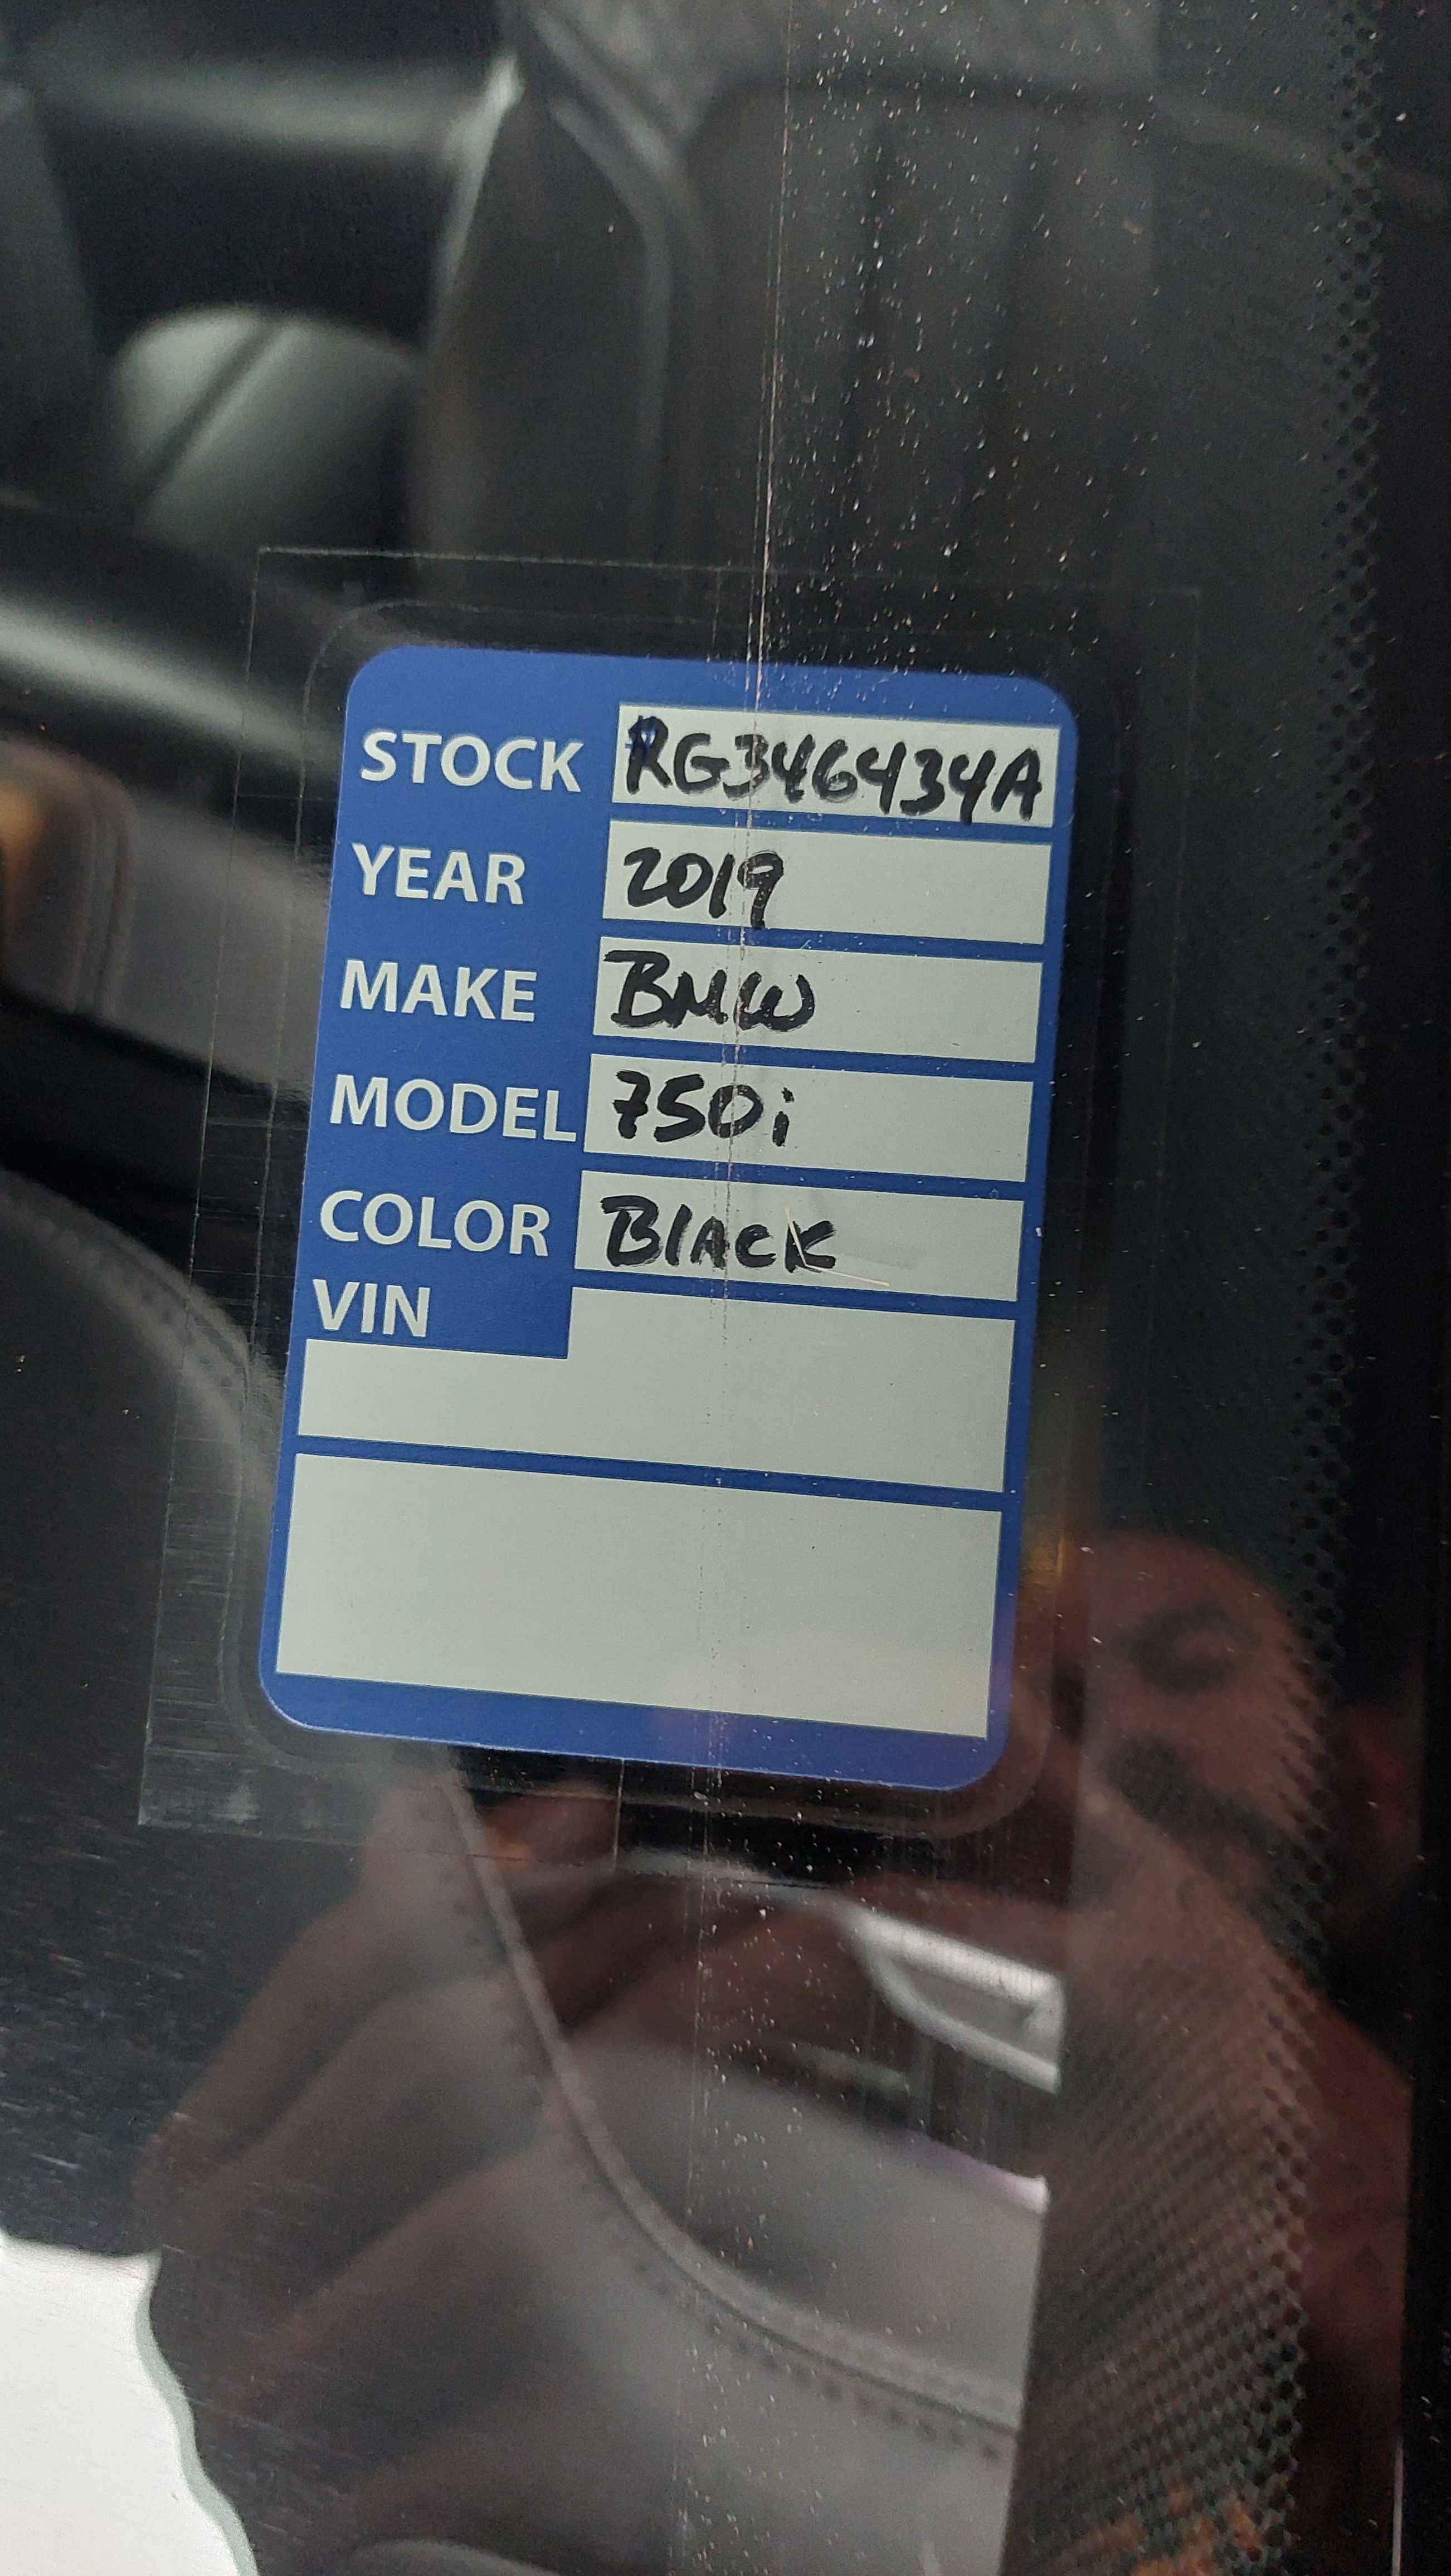 STOCK RG346434A
YEAR 2019
MAKE BMW
MODEL 750i
COLOR BlACK
VIN